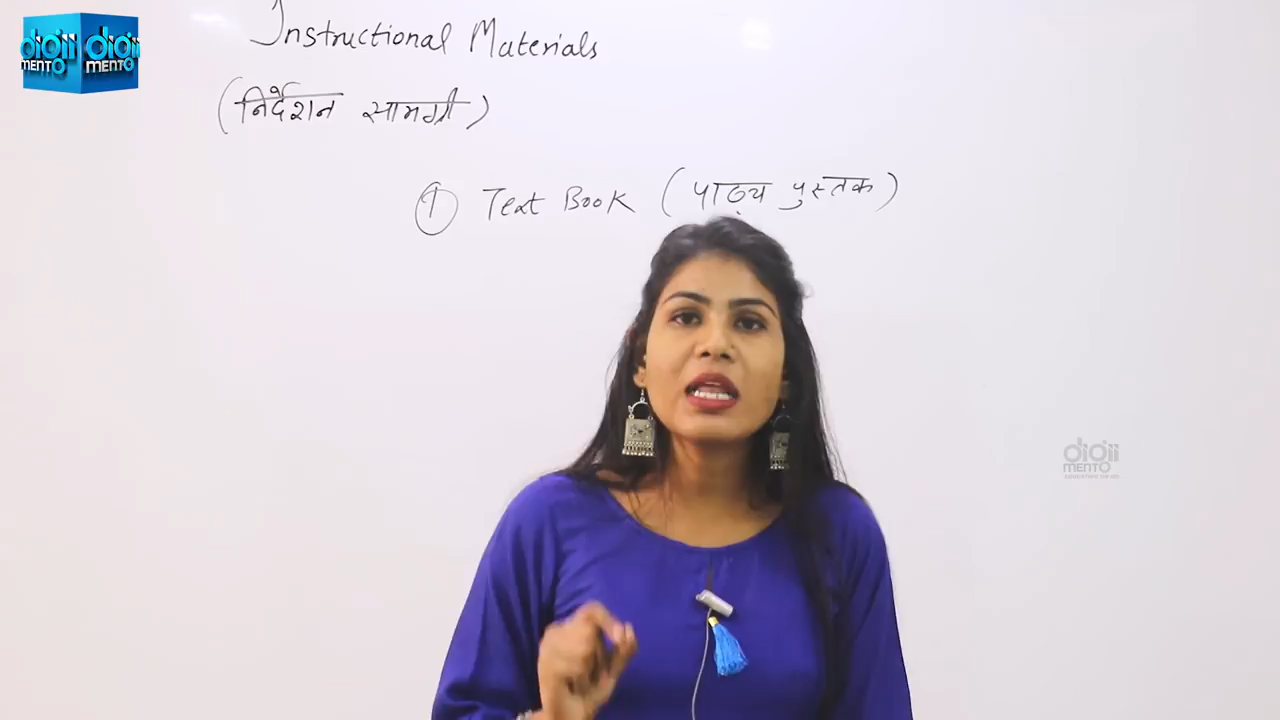 Instructional Materials
(निर्देशन सामग्री)
① Text Book (पाठ्य पुस्तक)
digii MENTO digii MENTO
digii
MENTO